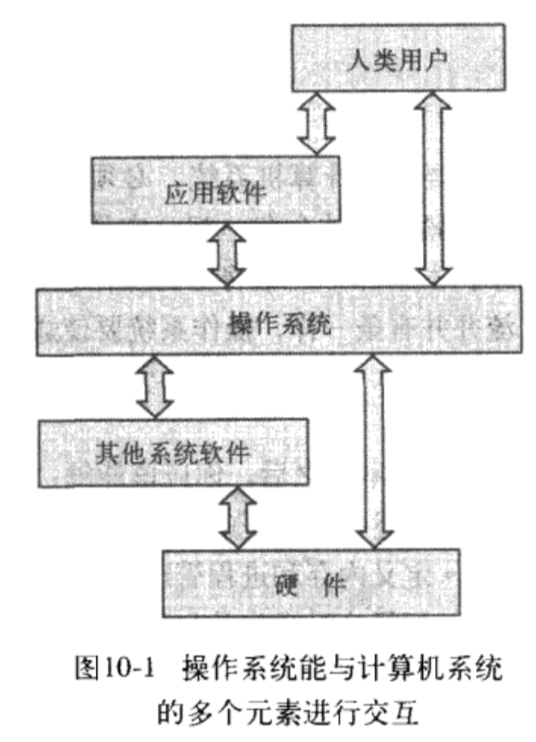 人类用户
应用软件
操作系统
其他系统软件
硬 件
图10-1 操作系统能与计算机系统
的多个元素进行交互